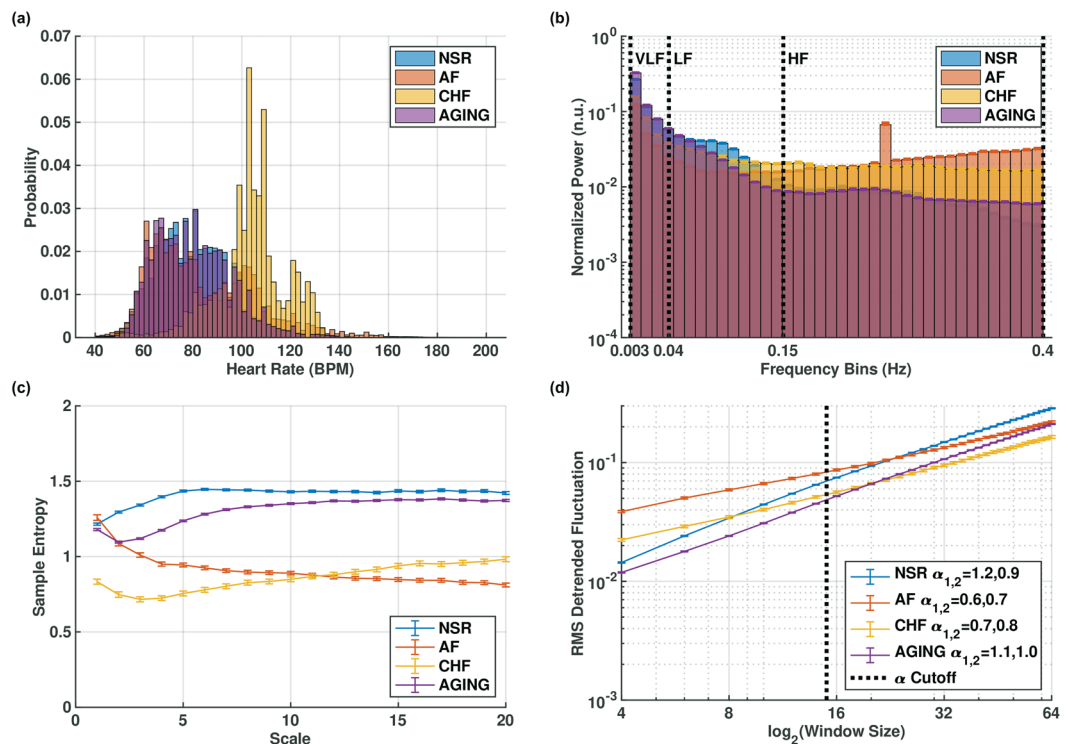 (a)
0.07
0.06
0.05
0.04
0.03
0.02
0.01
0
Probability
40 60 80 100 120 140 160 180 200
Heart Rate (BPM)
NSR
AF
CHF
AGING
(b)
10^0
10^-1
10^-2
10^-3
10^-4
Normalized Power (n.u.)
VLF LF HF
0.003 0.04 0.15 0.4
Frequency Bins (Hz)
NSR
AF
CHF
AGING
(c)
2
1.5
1
0.5
0
Sample Entropy
0 5 10 15 20
Scale
NSR
AF
CHF
AGING
(d)
10^-1
10^-2
10^-3
RMS Detrended Fluctuation
4 8 16 32 64
log₂(Window Size)
NSR α₁,₂=1.2,0.9
AF α₁,₂=0.6,0.7
CHF α₁,₂=0.7,0.8
AGING α₁,₂=1.1,1.0
α Cutoff